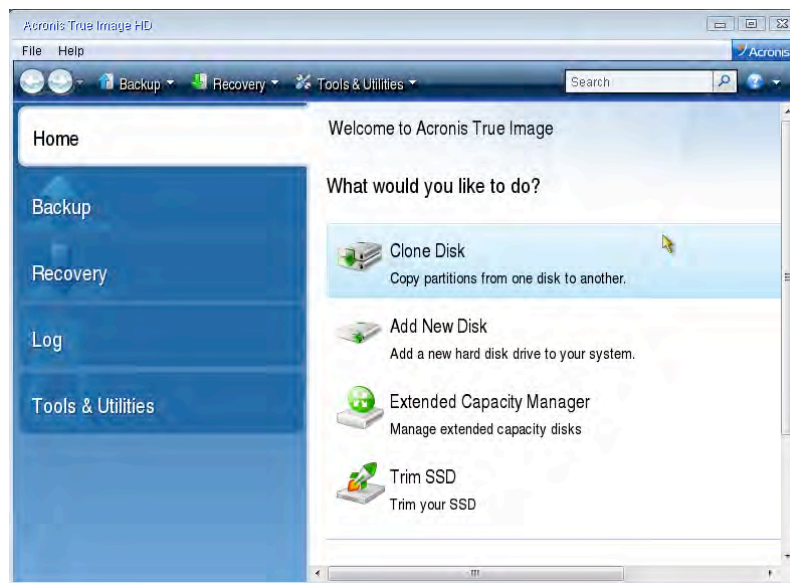 Acronis True Image HD
File Help
Acronis
Backup Recovery Tools & Utilities Search
Home
Backup
Recovery
Log
Tools & Utilities
Welcome to Acronis True Image
What would you like to do?
Clone Disk
Copy partitions from one disk to another.
Add New Disk
Add a new hard disk drive to your system.
Extended Capacity Manager
Manage extended capacity disks
Trim SSD
Trim your SSD